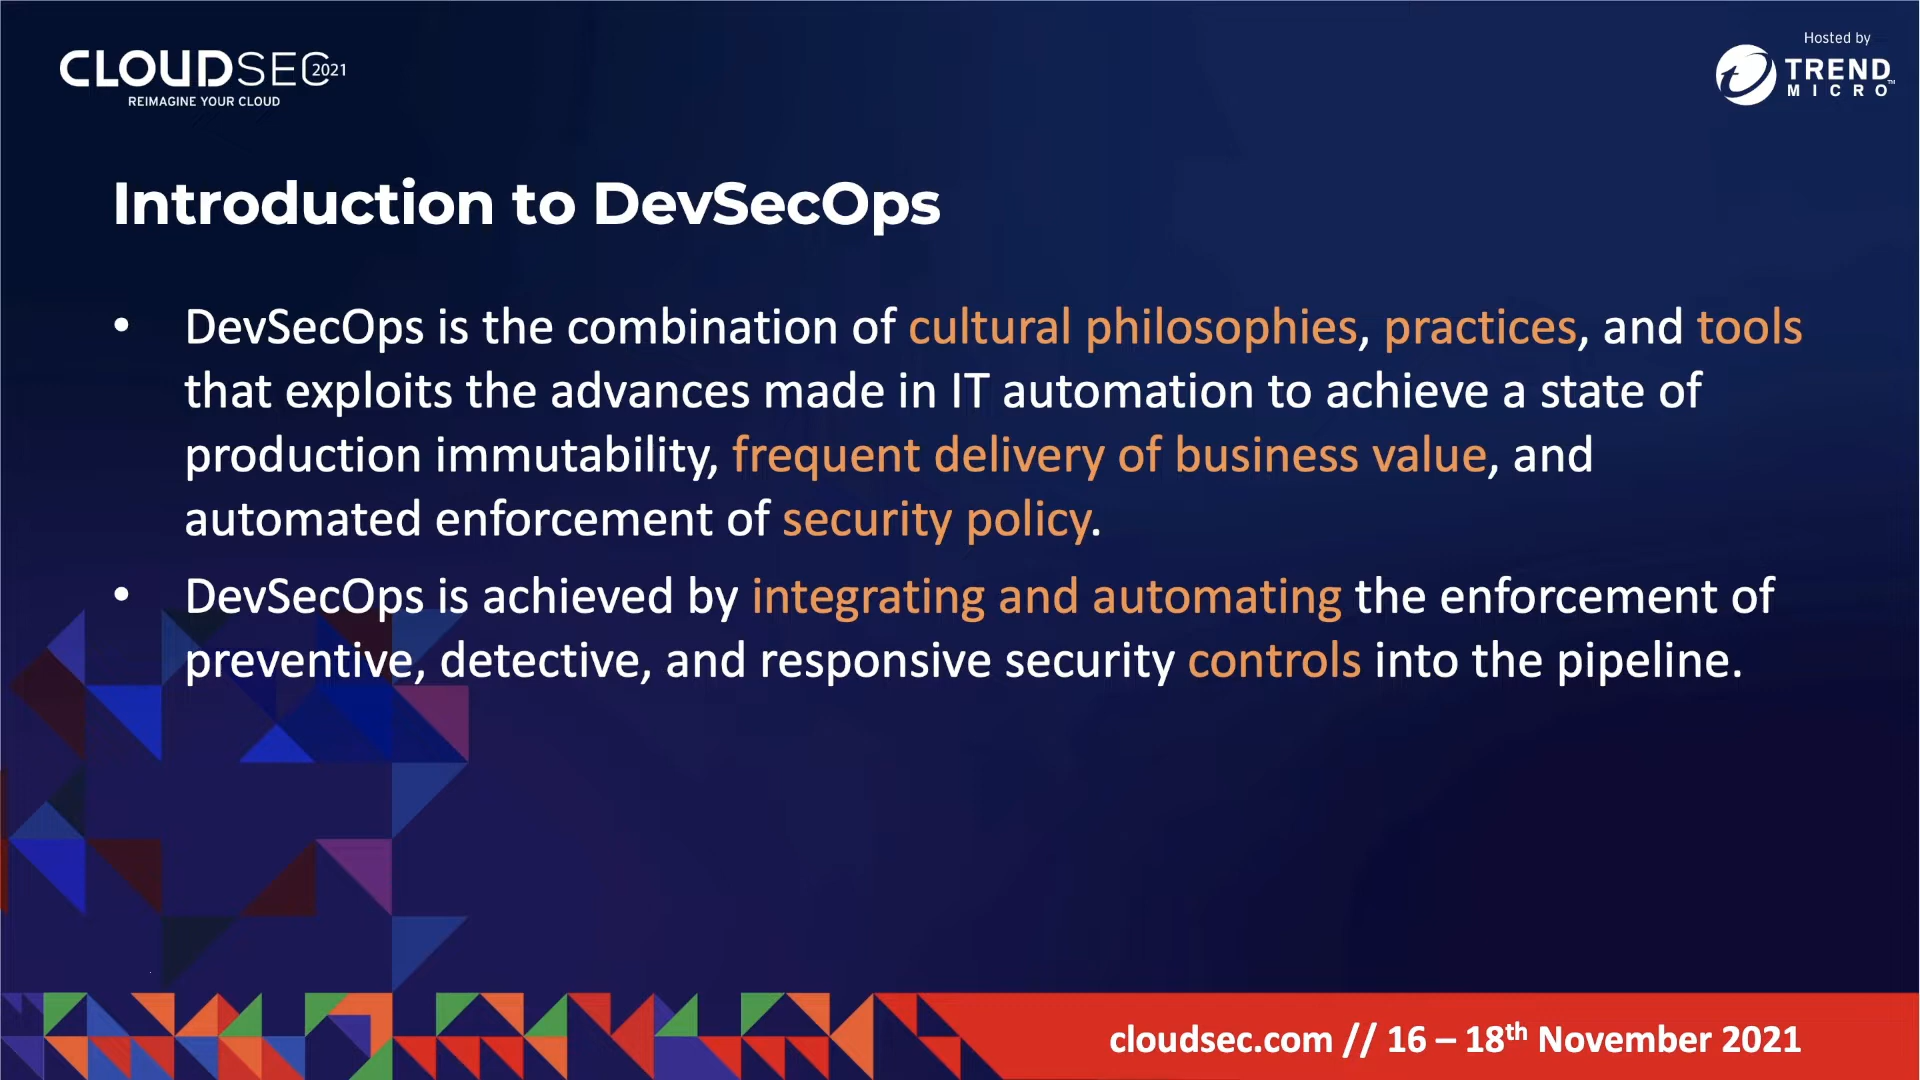 CLOUDSEC 2021
REIMAGINE YOUR CLOUD
Hosted by
TREND
MICRO™
Introduction to DevSecOps
• DevSecOps is the combination of cultural philosophies, practices, and tools
that exploits the advances made in IT automation to achieve a state of
production immutability, frequent delivery of business value, and
automated enforcement of security policy.
• DevSecOps is achieved by integrating and automating the enforcement of
preventive, detective, and responsive security controls into the pipeline.
cloudsec.com // 16 – 18th November 2021